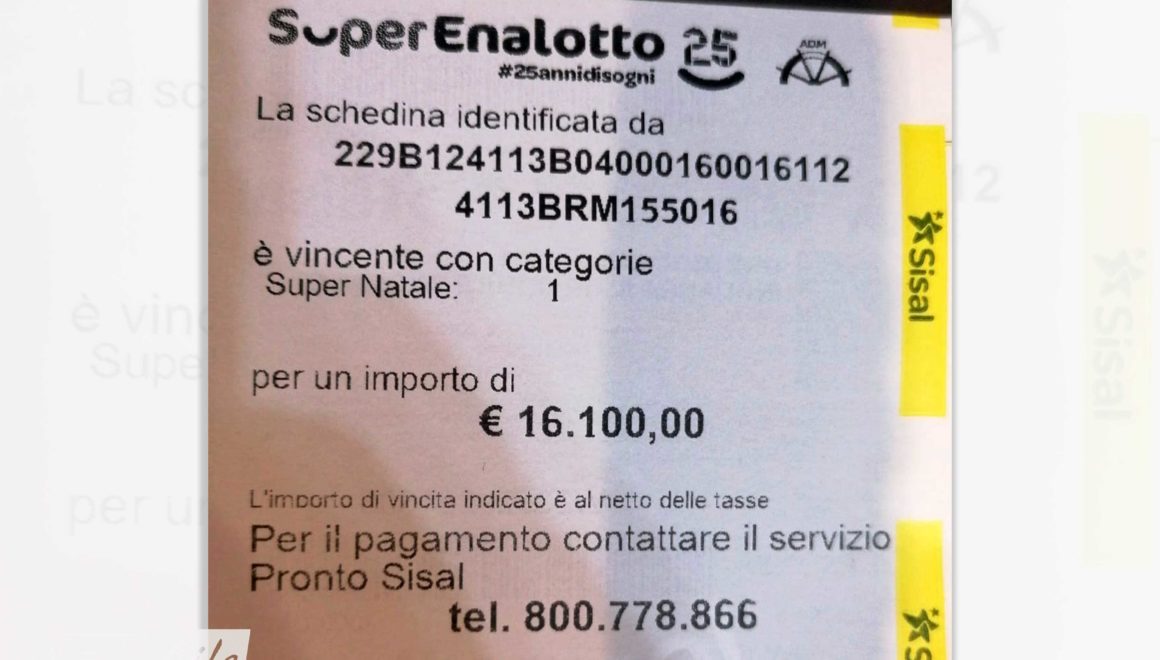 SuperEnalotto 25 ADM
#25annidisogni
La schedina identificata da
229B124113B04000160016112
4113BRM155016
è vincente con categorie
Super Natale: 1
per un importo di
€ 16.100,00
L'importo di vincita indicato è al netto delle tasse
Per il pagamento contattare il servizio
Pronto Sisal
tel. 800.778.866
Sisal
Sisal